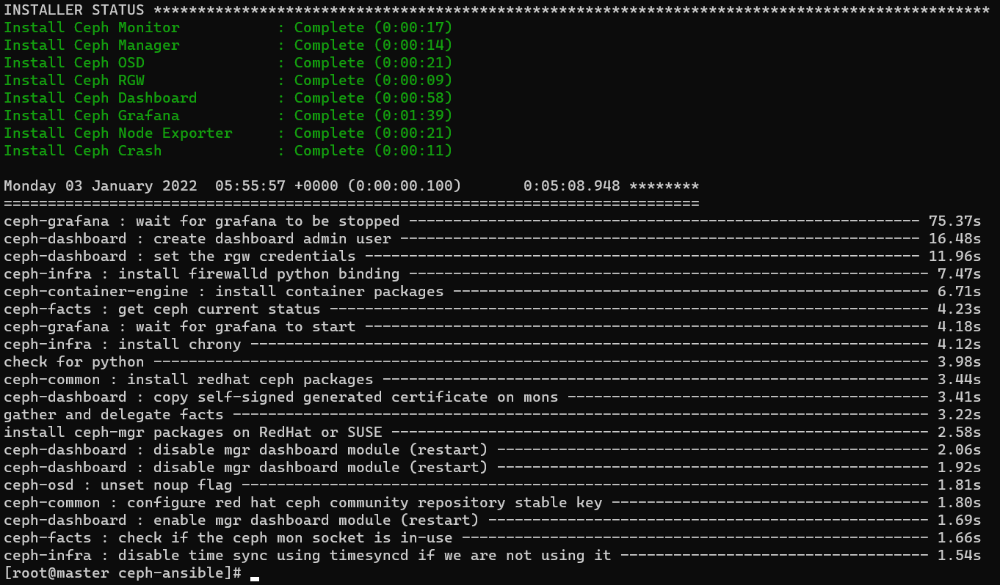 INSTALLER STATUS ***********************************************************************************************
Install Ceph Monitor           : Complete (0:00:17)
Install Ceph Manager           : Complete (0:00:14)
Install Ceph OSD               : Complete (0:00:21)
Install Ceph RGW               : Complete (0:00:09)
Install Ceph Dashboard         : Complete (0:00:58)
Install Ceph Grafana           : Complete (0:01:39)
Install Ceph Node Exporter     : Complete (0:00:21)
Install Ceph Crash             : Complete (0:00:11)
Monday 03 January 2022  05:55:57 +0000 (0:00:00.100)       0:05:08.948 ********
===============================================================================
ceph-grafana : wait for grafana to be stopped ---------------------------------------------------------- 75.37s
ceph-dashboard : create dashboard admin user ----------------------------------------------------------- 16.48s
ceph-dashboard : set the rgw credentials --------------------------------------------------------------- 11.96s
ceph-infra : install firewalld python binding ----------------------------------------------------------- 7.47s
ceph-container-engine : install container packages ------------------------------------------------------ 6.71s
ceph-facts : get ceph current status -------------------------------------------------------------------- 4.23s
ceph-grafana : wait for grafana to start ---------------------------------------------------------------- 4.18s
ceph-infra : install chrony ----------------------------------------------------------------------------- 4.12s
check for python ---------------------------------------------------------------------------------------- 3.98s
ceph-common : install redhat ceph packages -------------------------------------------------------------- 3.44s
ceph-dashboard : copy self-signed generated certificate on mons ----------------------------------------- 3.41s
gather and delegate facts ------------------------------------------------------------------------------- 3.22s
install ceph-mgr packages on RedHat or SUSE ------------------------------------------------------------- 2.58s
ceph-dashboard : disable mgr dashboard module (restart) ------------------------------------------------- 2.06s
ceph-dashboard : disable mgr dashboard module (restart) ------------------------------------------------- 1.92s
ceph-osd : unset noup flag ------------------------------------------------------------------------------ 1.81s
ceph-common : configure red hat ceph community repository stable key ------------------------------------ 1.80s
ceph-dashboard : enable mgr dashboard module (restart) -------------------------------------------------- 1.69s
ceph-facts : check if the ceph mon socket is in-use ----------------------------------------------------- 1.66s
ceph-infra : disable time sync using timesyncd if we are not using it ----------------------------------- 1.54s
[root@master ceph-ansible]#